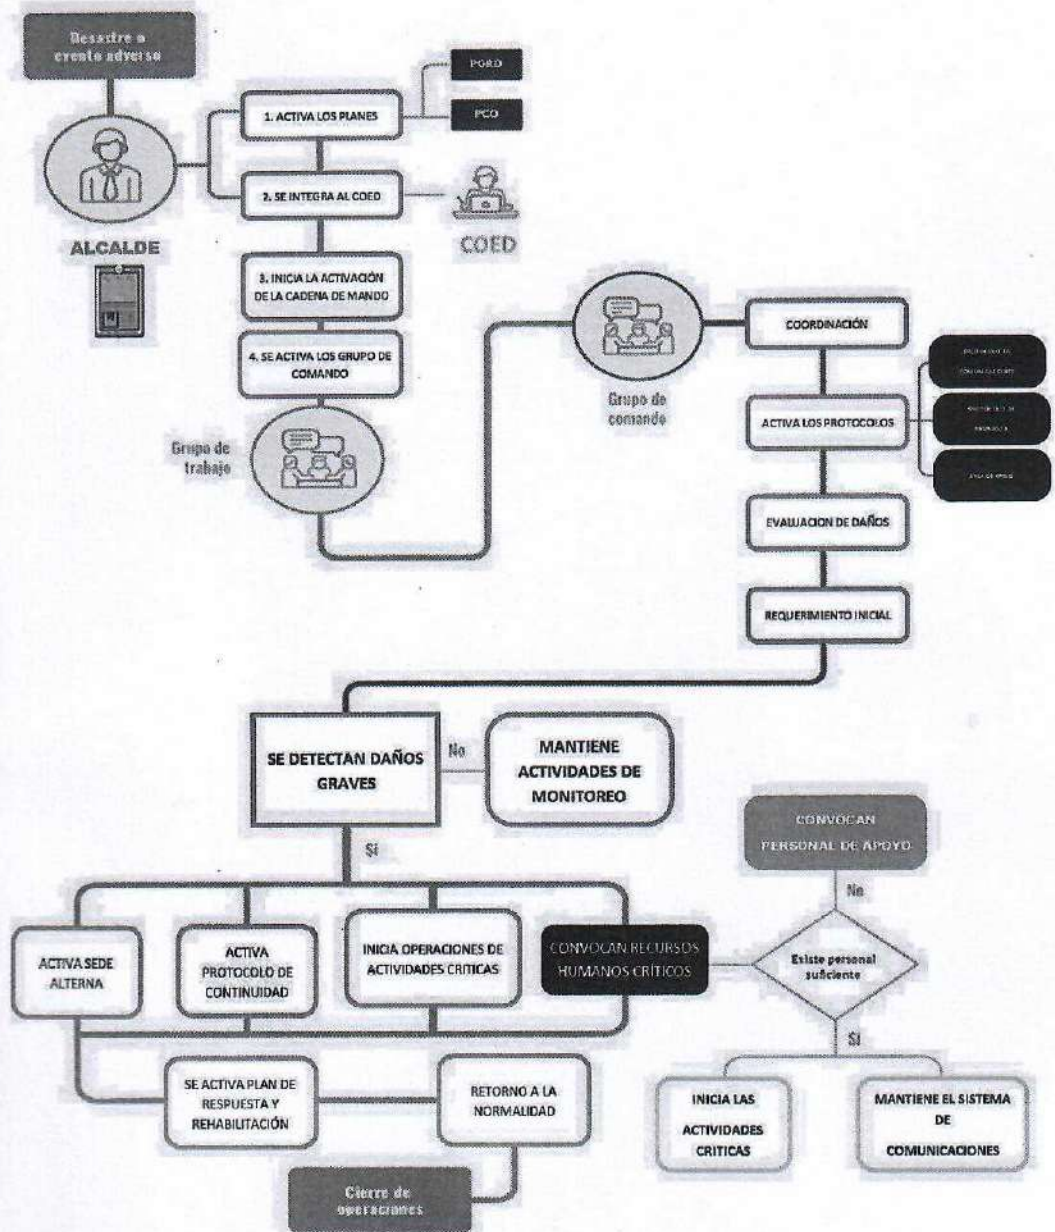 Desastre o
evento adverso
PGRD
1. ACTIVA LOS PLANES
PCO
2. SE INTEGRA AL COED
COED
ALCALDE
3. INICIA LA ACTIVACIÓN
DE LA CADENA DE MANDO
4. SE ACTIVA LOS GRUPO DE
COMANDO
Grupo de
trabajo
Grupo de
comando
COORDINACIÓN
ACTIVA LOS PROTOCOLOS
EVALUACION DE DAÑOS
REQUERIMIENTO INICIAL
SE DETECTAN DAÑOS
GRAVES
No
MANTIENE
ACTIVIDADES DE
MONITOREO
Si
CONVOCAN
PERSONAL DE APOYO
No
ACTIVA SEDE
ALTERNA
ACTIVA
PROTOCOLO DE
CONTINUIDAD
INICIA OPERACIONES DE
ACTIVIDADES CRITICAS
CONVOCAN RECURSOS
HUMANOS CRÍTICOS
Existe personal
suficiente
Si
SE ACTIVA PLAN DE
RESPUESTA Y
REHABILITACIÓN
RETORNO A LA
NORMALIDAD
INICIA LAS
ACTIVIDADES
CRITICAS
MANTIENE EL SISTEMA
DE
COMUNICACIONES
Cierre de
operaciones